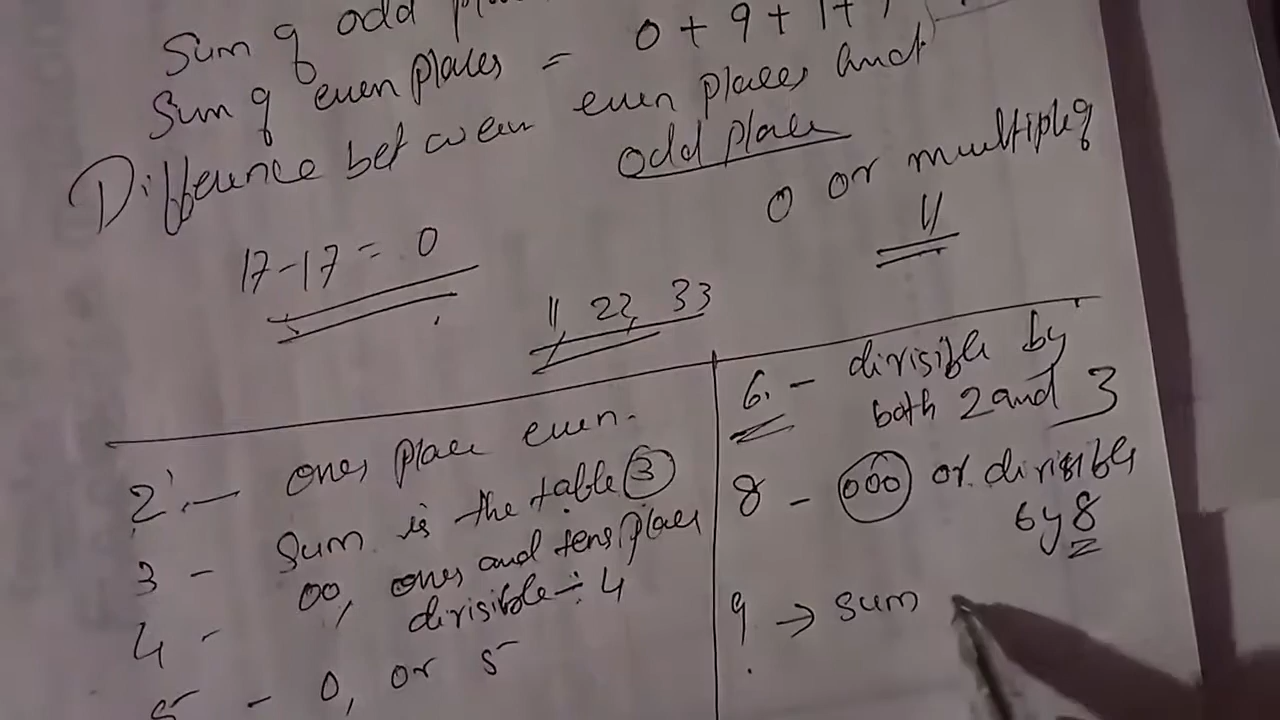 Sum of odd
Sum of even places = 0 + 9 + 1 +
Difference between even places and
odd place
0 or multiple of
11
17-17 = 0
11, 22, 33
2 - ones place even.
3 - Sum is the table 3
4 - 00, ones and tens place
divisible ÷ 4
5 - 0, or 5
6. - divisible by
both 2 and 3
8 - 000 or divisible
by 8
9 → sum